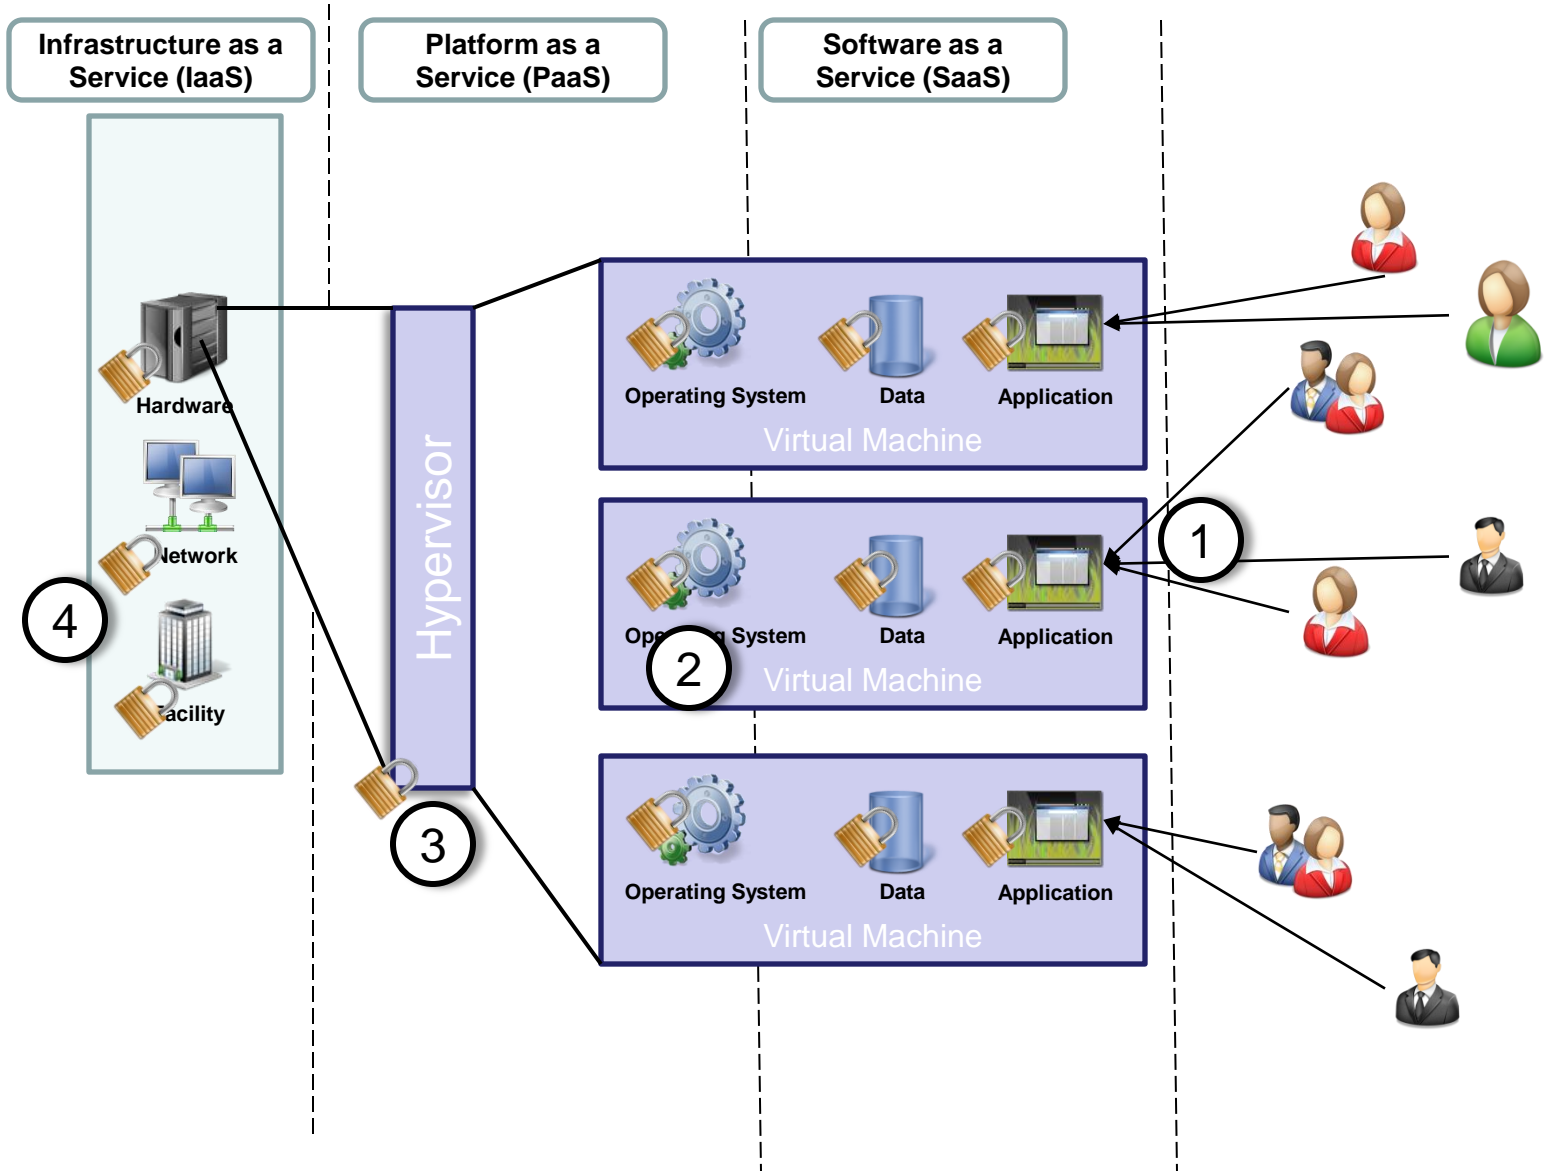 Infrastructure as a
Service (IaaS)
Platform as a
Service (PaaS)
Software as a
Service (SaaS)
Hardware
Network
Facility
4
Hypervisor
3
Operating System
Data
Application
Virtual Machine
Operating System
Data
Application
Virtual Machine
2
1
Operating System
Data
Application
Virtual Machine